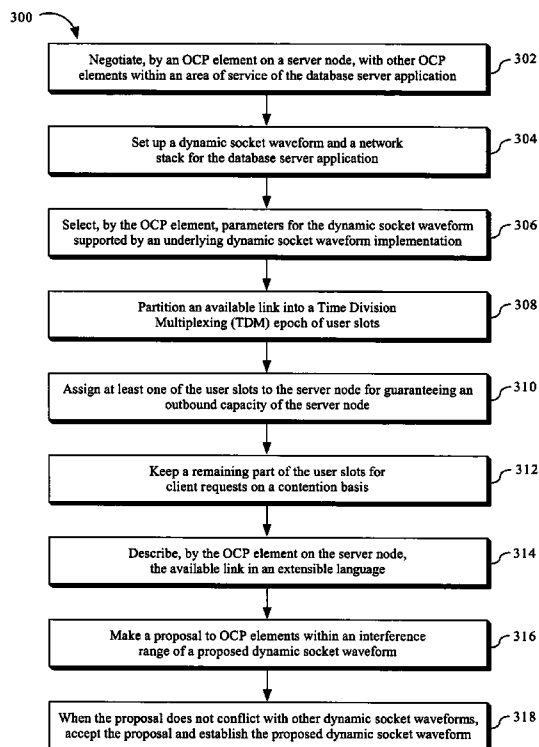 300
Negotiate, by an OCP element on a server node, with other OCP
elements within an area of service of the database server application
302
Set up a dynamic socket waveform and a network
stack for the database server application
304
Select, by the OCP element, parameters for the dynamic socket waveform
supported by an underlying dynamic socket waveform implementation
306
Partition an available link into a Time Division
Multiplexing (TDM) epoch of user slots
308
Assign at least one of the user slots to the server node for guaranteeing an
outbound capacity of the server node
310
Keep a remaining part of the user slots for
client requests on a contention basis
312
Describe, by the OCP element on the server node,
the available link in an extensible language
314
Make a proposal to OCP elements within an interference
range of a proposed dynamic socket waveform
316
When the proposal does not conflict with other dynamic socket waveforms,
accept the proposal and establish the proposed dynamic socket waveform
318